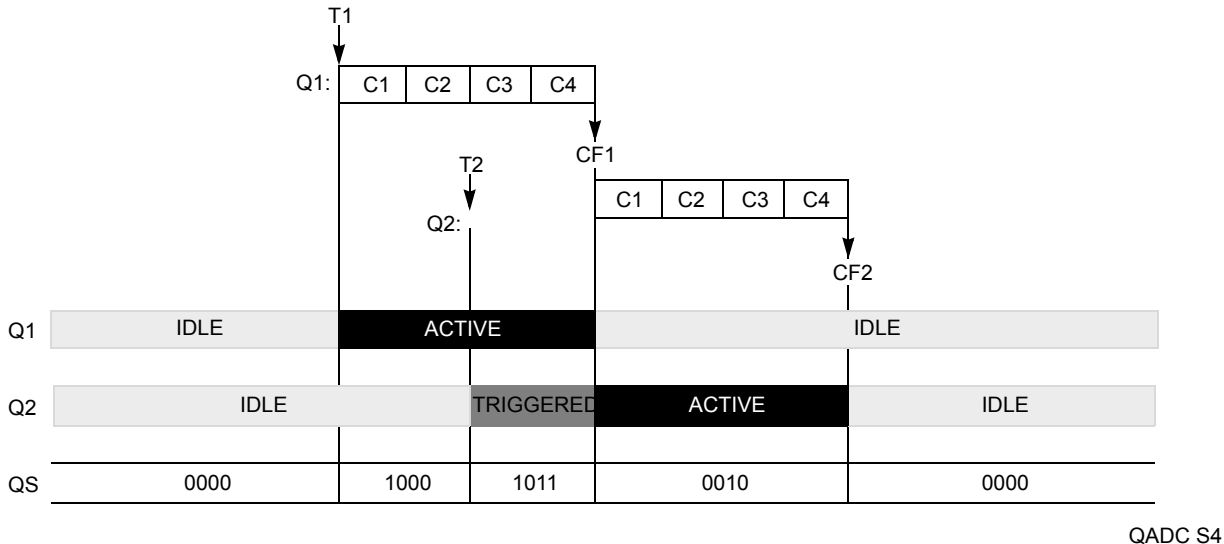 T1
Q1: C1 C2 C3 C4
CF1
T2
C1 C2 C3 C4
Q2:
CF2
Q1 IDLE ACTIVE IDLE
Q2 IDLE TRIGGERED ACTIVE IDLE
QS 0000 1000 1011 0010 0000
QADC S4